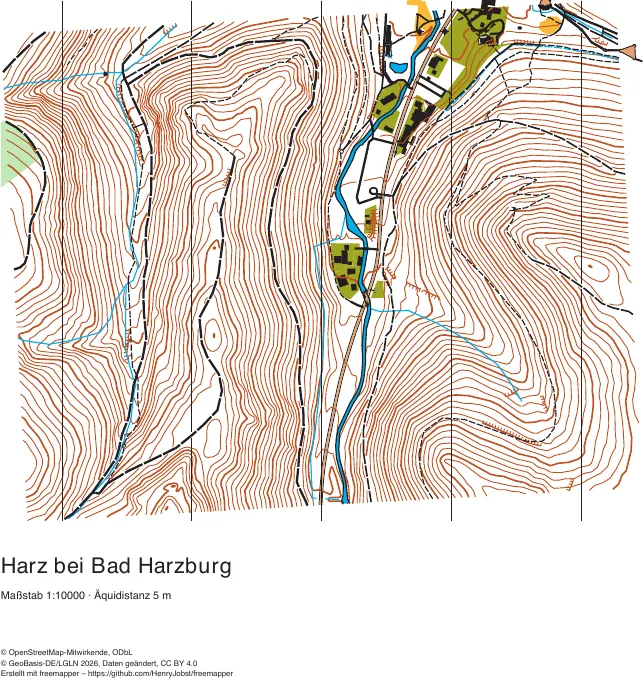 Harz bei Bad Harzburg
Maßstab 1:10000 · Äquidistanz 5 m
© OpenStreetMap-Mitwirkende, ODbL
© GeoBasis-DE/LGLN 2026, Daten geändert, CC BY 4.0
Erstellt mit freemapper – https://github.com/HenryJobst/freemapper